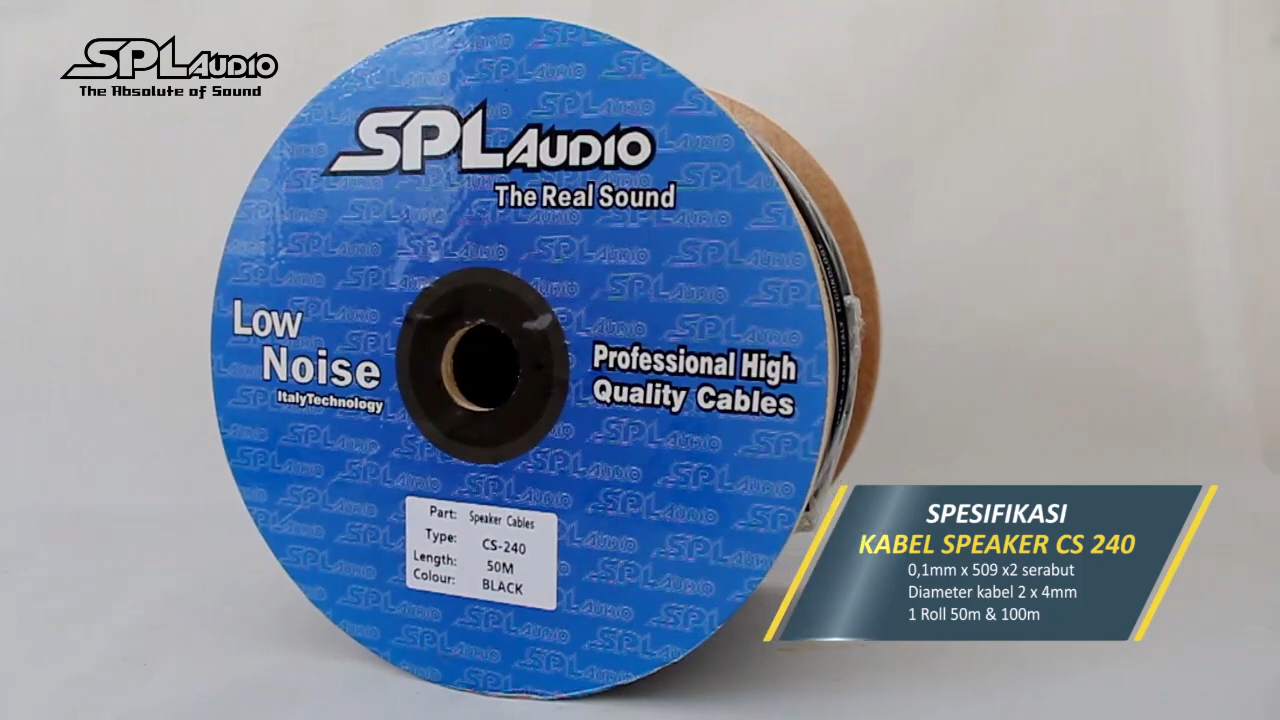 SPL AUDIO
The Absolute of Sound
SPL AUDIO
The Real Sound
Low
Noise
ItalyTechnology
Professional High
Quality Cables
Part: Speaker Cables
Type: CS-240
Length: 50M
Colour: BLACK
TECHNOLOGY
SPESIFIKASI
KABEL SPEAKER CS 240
0,1mm x 509 x2 serabut
Diameter kabel 2 x 4mm
1 Roll 50m & 100m